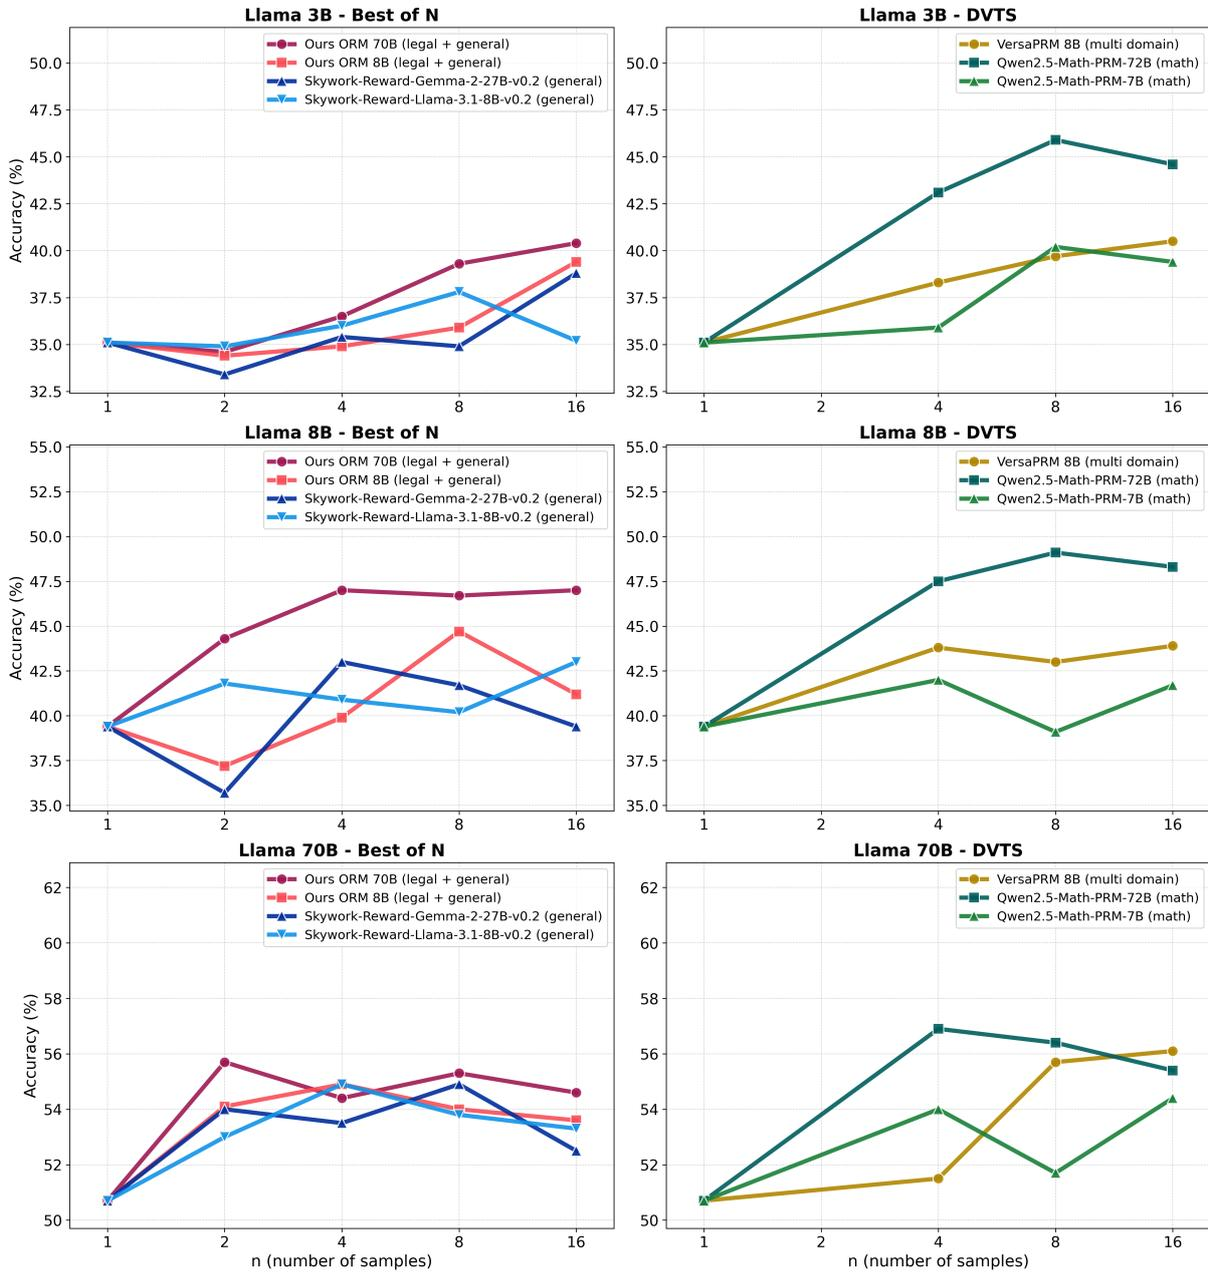 Llama 3B - Best of N
Accuracy (%)
50.0
47.5
45.0
42.5
40.0
37.5
35.0
32.5
Ours ORM 70B (legal + general)
Ours ORM 8B (legal + general)
Skywork-Reward-Gemma-2-27B-v0.2 (general)
Skywork-Reward-Llama-3.1-8B-v0.2 (general)
1 2 4 8 16
Llama 3B - DVTS
50.0
47.5
45.0
42.5
40.0
37.5
35.0
32.5
VersaPRM 8B (multi domain)
Qwen2.5-Math-PRM-72B (math)
Qwen2.5-Math-PRM-7B (math)
1 2 4 8 16
Llama 8B - Best of N
Accuracy (%)
55.0
52.5
50.0
47.5
45.0
42.5
40.0
37.5
35.0
Ours ORM 70B (legal + general)
Ours ORM 8B (legal + general)
Skywork-Reward-Gemma-2-27B-v0.2 (general)
Skywork-Reward-Llama-3.1-8B-v0.2 (general)
1 2 4 8 16
Llama 8B - DVTS
55.0
52.5
50.0
47.5
45.0
42.5
40.0
37.5
35.0
VersaPRM 8B (multi domain)
Qwen2.5-Math-PRM-72B (math)
Qwen2.5-Math-PRM-7B (math)
1 2 4 8 16
Llama 70B - Best of N
Accuracy (%)
62
60
58
56
54
52
50
Ours ORM 70B (legal + general)
Ours ORM 8B (legal + general)
Skywork-Reward-Gemma-2-27B-v0.2 (general)
Skywork-Reward-Llama-3.1-8B-v0.2 (general)
1 2 4 8 16
n (number of samples)
Llama 70B - DVTS
62
60
58
56
54
52
50
VersaPRM 8B (multi domain)
Qwen2.5-Math-PRM-72B (math)
Qwen2.5-Math-PRM-7B (math)
1 2 4 8 16
n (number of samples)